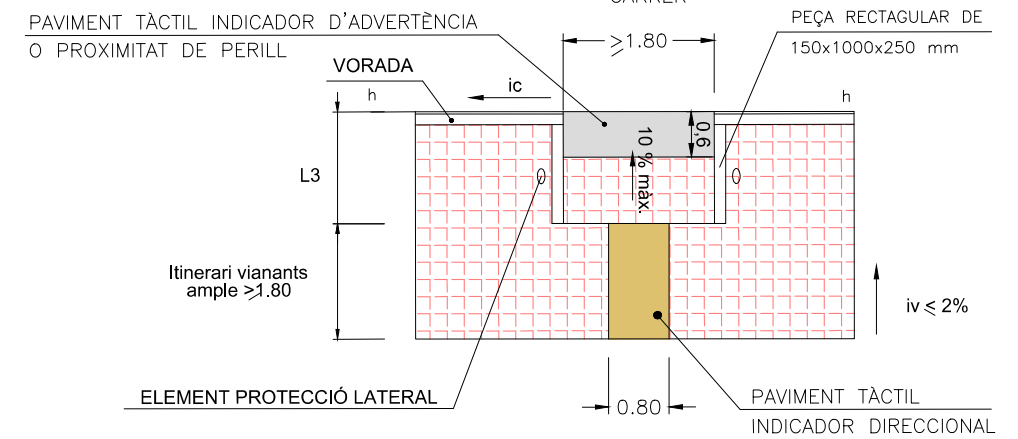 CARRER
PAVIMENT TÀCTIL INDICADOR D'ADVERTÈNCIA
O PROXIMITAT DE PERILL
≥1.80
PEÇA RECTAGULAR DE
150x1000x250 mm
VORADA
h
ic
h
0,6
10 % màx.
L3
Itinerari vianants
ample ≥1.80
iv ≤ 2%
ELEMENT PROTECCIÓ LATERAL
0.80
PAVIMENT TÀCTIL
INDICADOR DIRECCIONAL